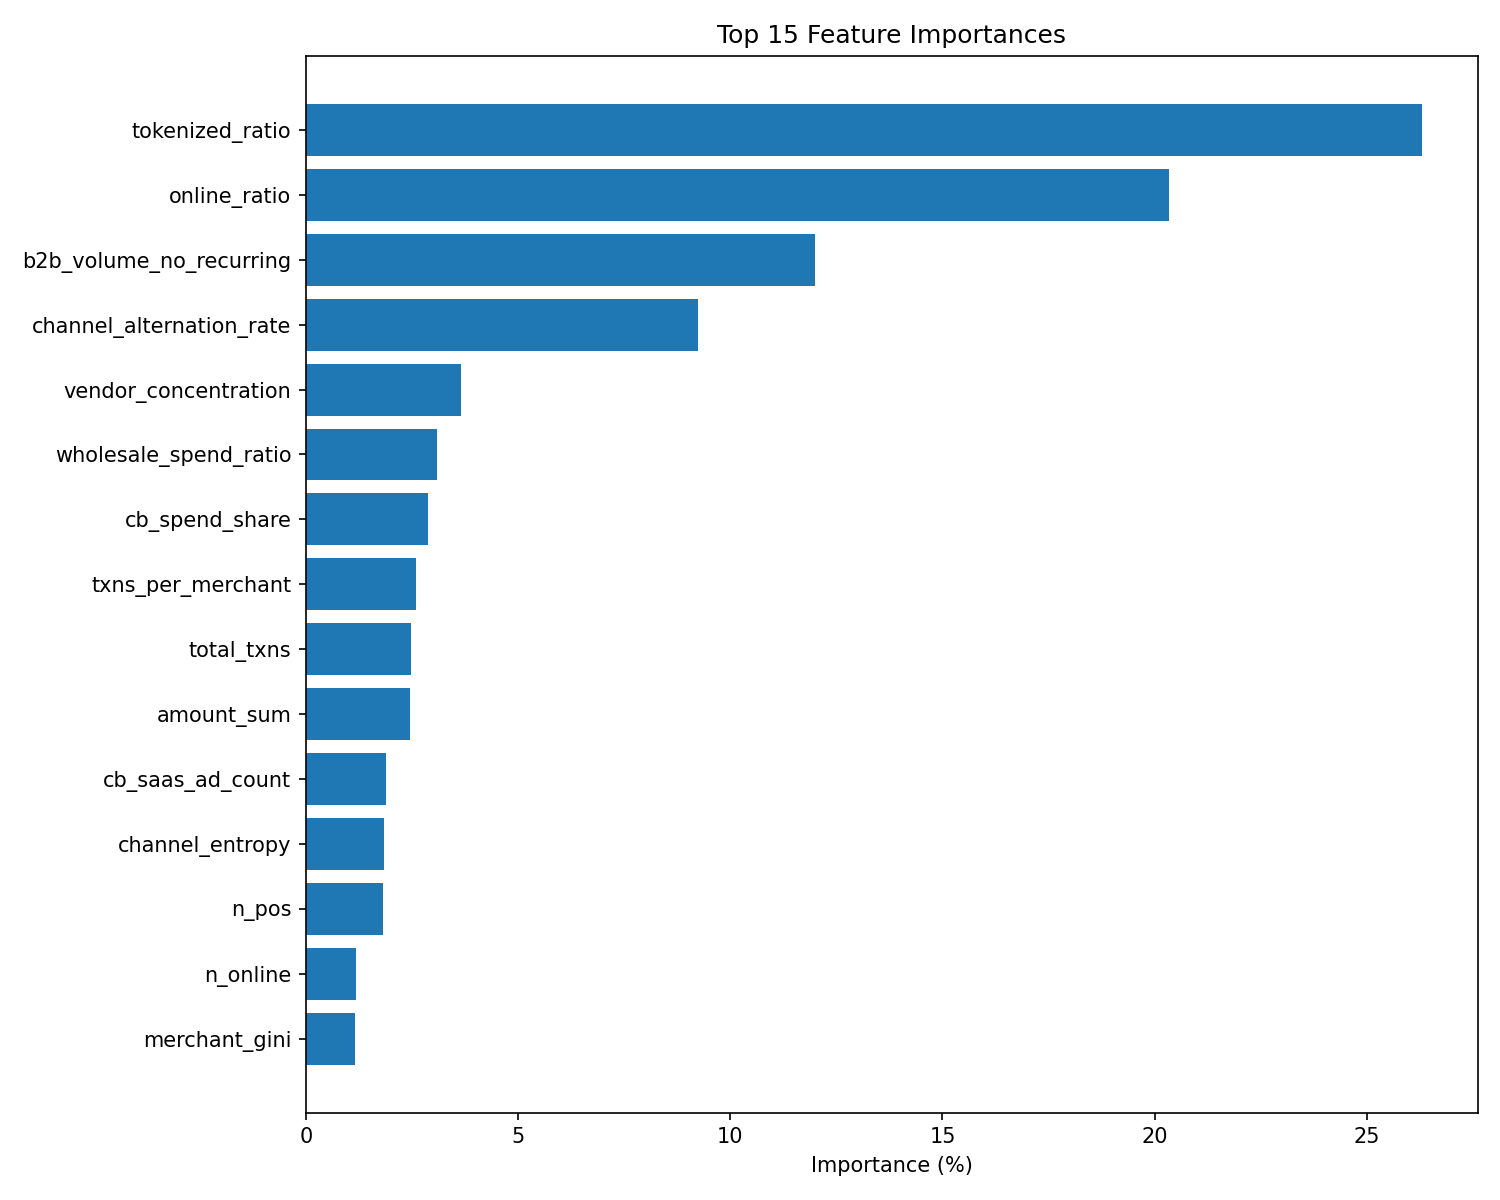 Top 15 Feature Importances
tokenized_ratio
online_ratio
b2b_volume_no_recurring
channel_alternation_rate
vendor_concentration
wholesale_spend_ratio
cb_spend_share
txns_per_merchant
total_txns
amount_sum
cb_saas_ad_count
channel_entropy
n_pos
n_online
merchant_gini
0 5 10 15 20 25
Importance (%)